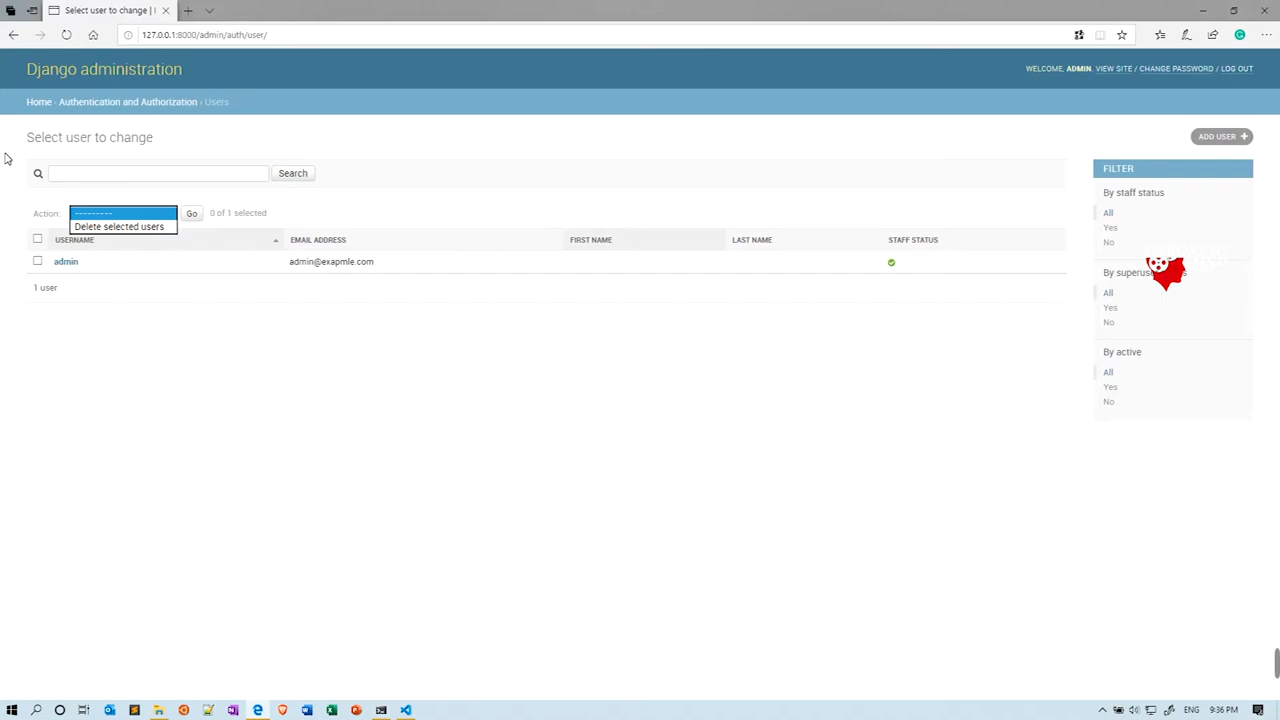 Select user to change |
127.0.0.1:8000/admin/auth/user/
Django administration
WELCOME, ADMIN. VIEW SITE / CHANGE PASSWORD / LOG OUT
Home › Authentication and Authorization › Users
Select user to change
ADD USER +
Search
FILTER
By staff status
All
Yes
No
Action:
---------
Go
0 of 1 selected
Delete selected users
USERNAME
EMAIL ADDRESS
FIRST NAME
LAST NAME
STAFF STATUS
admin
admin@exapmle.com
1 user
All
Yes
No
By active
All
Yes
No
ENG
9:36 PM